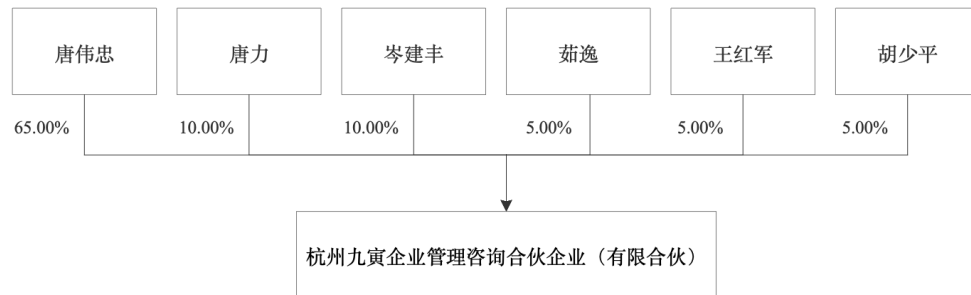 唐伟忠
唐力
岑建丰
茹逸
王红军
胡少平
65.00%
10.00%
10.00%
5.00%
5.00%
5.00%
杭州九寅企业管理咨询合伙企业（有限合伙）